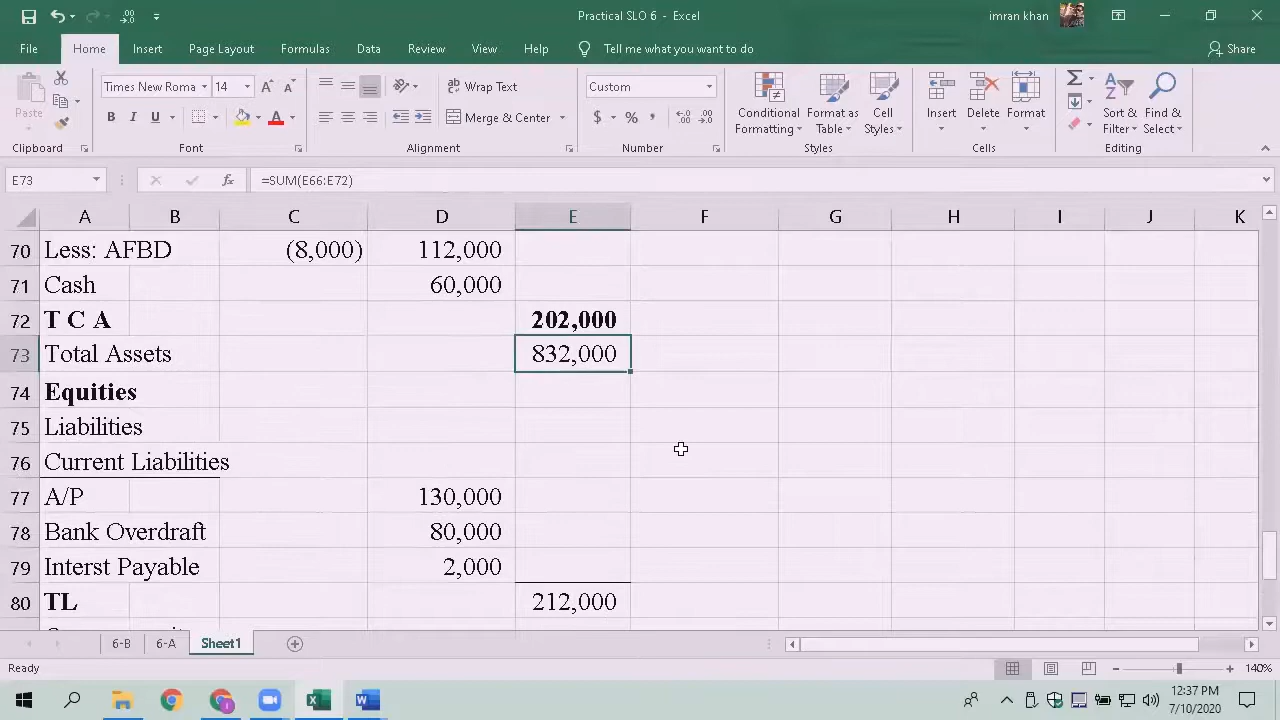 Practical SLO 6 - Excel
imran khan
File Home Insert Page Layout Formulas Data Review View Help Tell me what you want to do Share
Paste
Times New Roma 14
B I U
Wrap Text
Merge & Center
Custom
$ % ,
Conditional Formatting
Format as Table
Cell Styles
Insert Delete Format
Sort & Filter
Find & Select
Clipboard Font Alignment Number Styles Cells Editing
E73 fx =SUM(E66:E72)
A B C D E F G H I J K
70 Less: AFBD (8,000) 112,000
71 Cash 60,000
72 T C A 202,000
73 Total Assets 832,000
74 Equities
75 Liabilities
76 Current Liabilities
77 A/P 130,000
78 Bank Overdraft 80,000
79 Interst Payable 2,000
80 TL 212,000
6-B 6-A Sheet1
Ready
140%
12:37 PM
7/10/2020